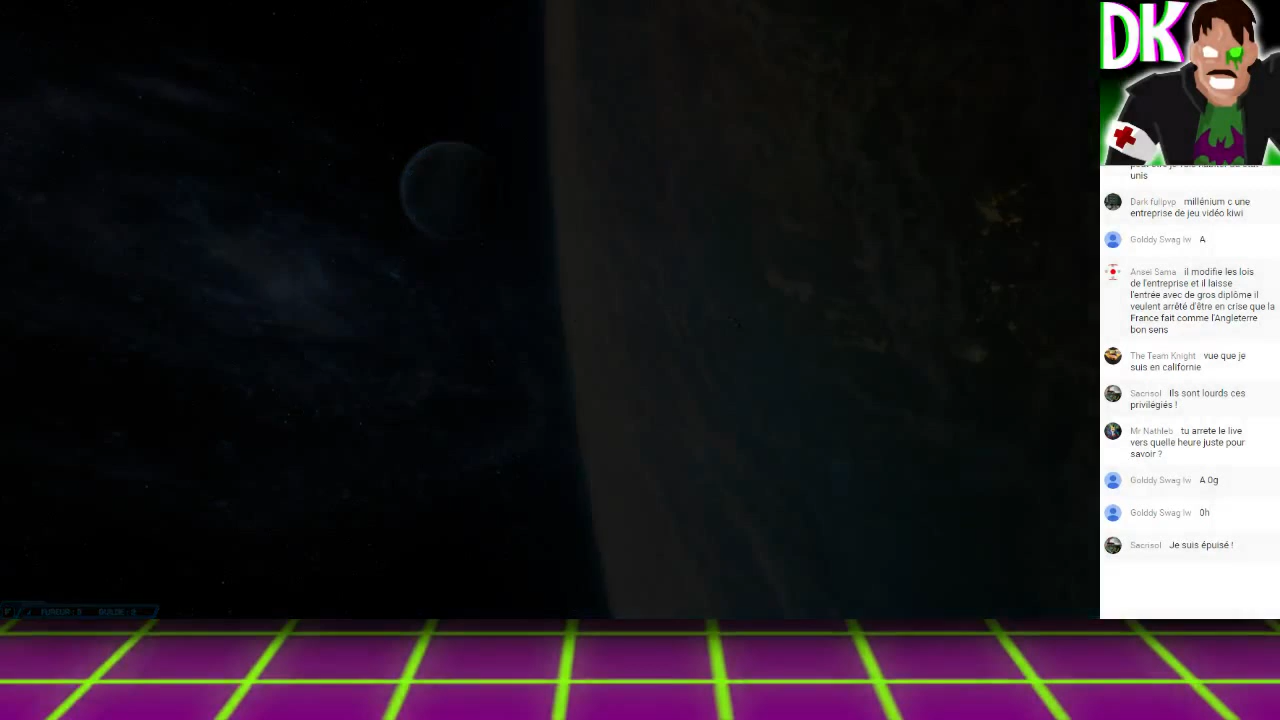 DK
unis
Dark fullpvp millénium c une
entreprise de jeu vidéo kiwi
Golddy Swag Iw A
Ansei Sama il modifie les lois
de l'entreprise et il laisse
l'entrée avec de gros diplôme il
veulent arrêté d'être en crise que la
France fait comme l'Angleterre
bon sens
The Team Knight vue que je
suis en californie
Sacrisol Ils sont lourds ces
privilégiés !
Mr Nathleb tu arrete le live
vers quelle heure juste pour
savoir ?
Golddy Swag Iw A 0g
Golddy Swag Iw 0h
Sacrisol Je suis épuisé !